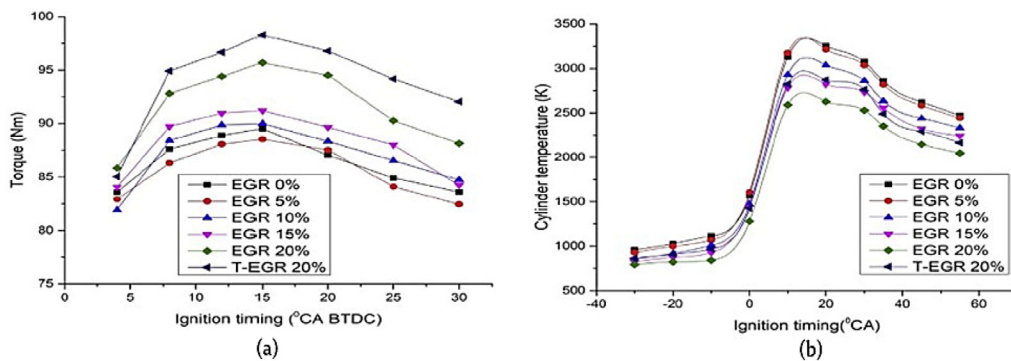 100
95
90
85
80
75
Torque (Nm)
EGR 0%
EGR 5%
EGR 10%
EGR 15%
EGR 20%
T-EGR 20%
0 5 10 15 20 25 30
Ignition timing (⁰CA BTDC)
(a)
4000
3500
3000
2500
2000
1500
1000
500
Cylinder temperature (K)
EGR 0%
EGR 5%
EGR 10%
EGR 15%
EGR 20%
T-EGR 20%
-40 -20 0 20 40 60
Ignition timing(⁰CA)
(b)